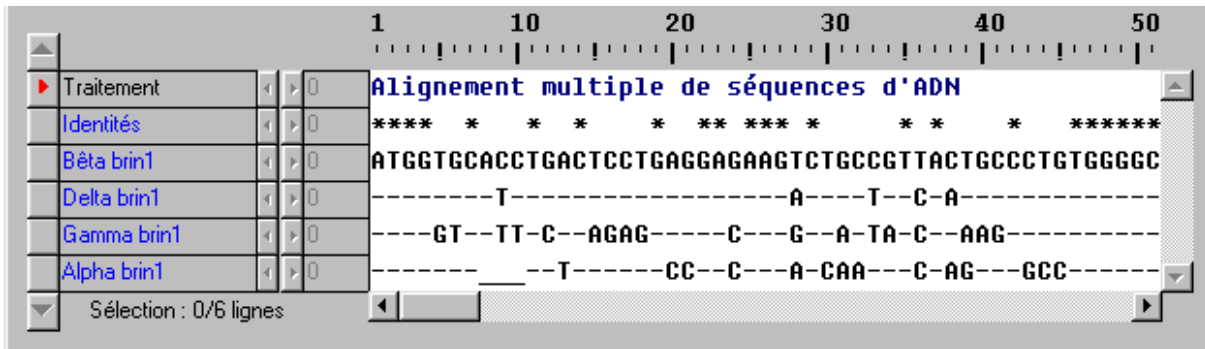 1 10 20 30 40 50
Traitement 0 Alignement multiple de séquences d'ADN
Identités 0 ****  *   *  *    *  ** *** *     * *    *   ******
Bêta brin1 0 ATGGTGCACCTGACTCCTGAGGAGAAGTCTGCCGTTACTGCCCTGTGGGGC
Delta brin1 0 --------T------------------A----T--C-A-------------
Gamma brin1 0 ----GT--TT-C--AGAG-----C---G--A-TA-C--AAG----------
Alpha brin1 0 -------___--T------CC--C---A-CAA---C-AG---GCC------
Sélection : 0/6 lignes